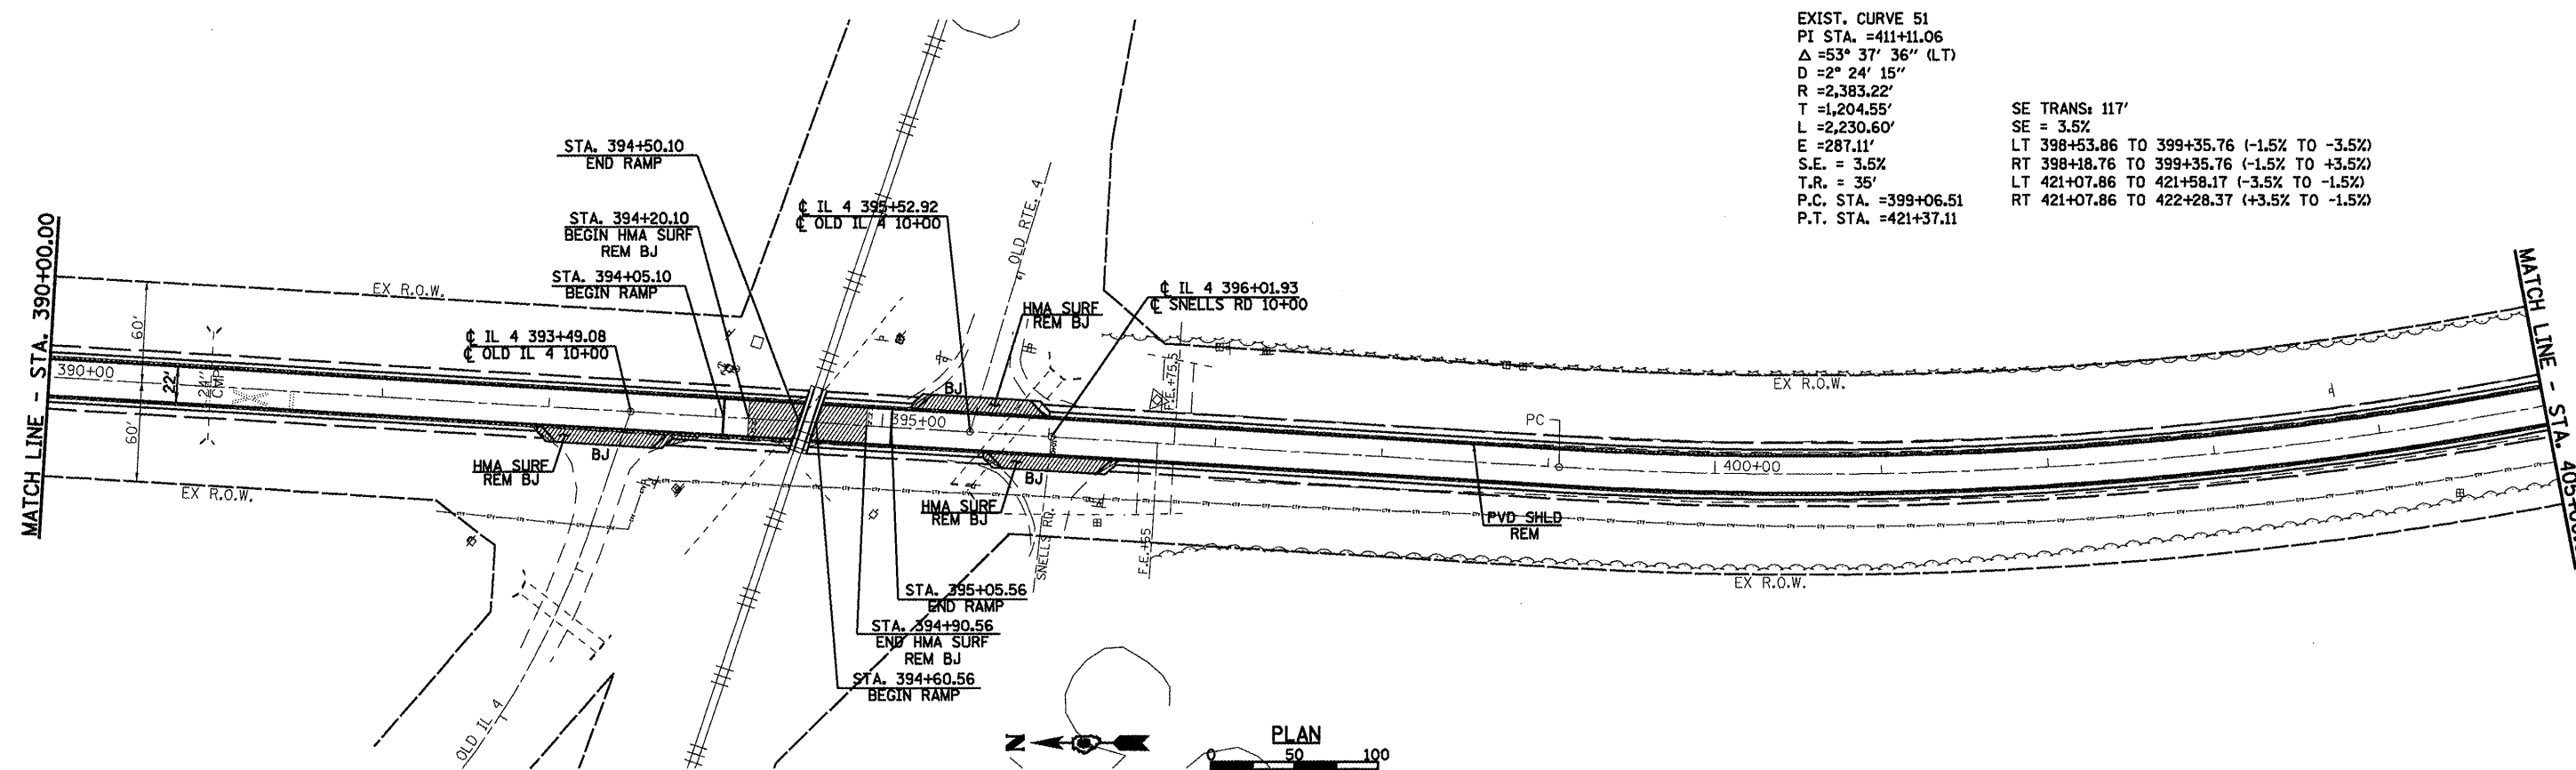 EXIST. CURVE 51
PI STA. =411+11.06
Δ =53° 37' 36" (LT)
D =2° 24' 15"
R =2,383.22'
T =1,204.55'
L =2,230.60'
E =287.11'
S.E. = 3.5%
T.R. = 35'
P.C. STA. =399+06.51
P.T. STA. =421+37.11
SE TRANS: 117'
SE = 3.5%
LT 398+53.86 TO 399+35.76 (-1.5% TO -3.5%)
RT 398+18.76 TO 399+35.76 (-1.5% TO +3.5%)
LT 421+07.86 TO 421+58.17 (-3.5% TO -1.5%)
RT 421+07.86 TO 422+28.37 (+3.5% TO -1.5%)
MATCH LINE - STA. 390+00.00
EX R.O.W.
60'
60'
22'
390+00
24"
CMP
EX R.O.W.
STA. 394+50.10
END RAMP
STA. 394+20.10
BEGIN HMA SURF
REM BJ
STA. 394+05.10
BEGIN RAMP
℄ IL 4 393+49.08
℄ OLD IL 4 10+00
HMA SURF
REM BJ
BJ
OLD IL 4
℄ IL 4 395+52.92
℄ OLD IL 4 10+00
OLD RTE. 4
HMA SURF
REM BJ
BJ
℄ IL 4 396+01.93
℄ SNELLS RD 10+00
395+00
HMA SURF
REM BJ
BJ
SNELLS RD.
F.E.+75.5
F.E.+55
STA. 395+05.56
END RAMP
STA. 394+90.56
END HMA SURF
REM BJ
STA. 394+60.56
BEGIN RAMP
PVD SHLD
REM
PC
400+00
EX R.O.W.
EX R.O.W.
MATCH LINE - STA.
N
PLAN
0 50 100